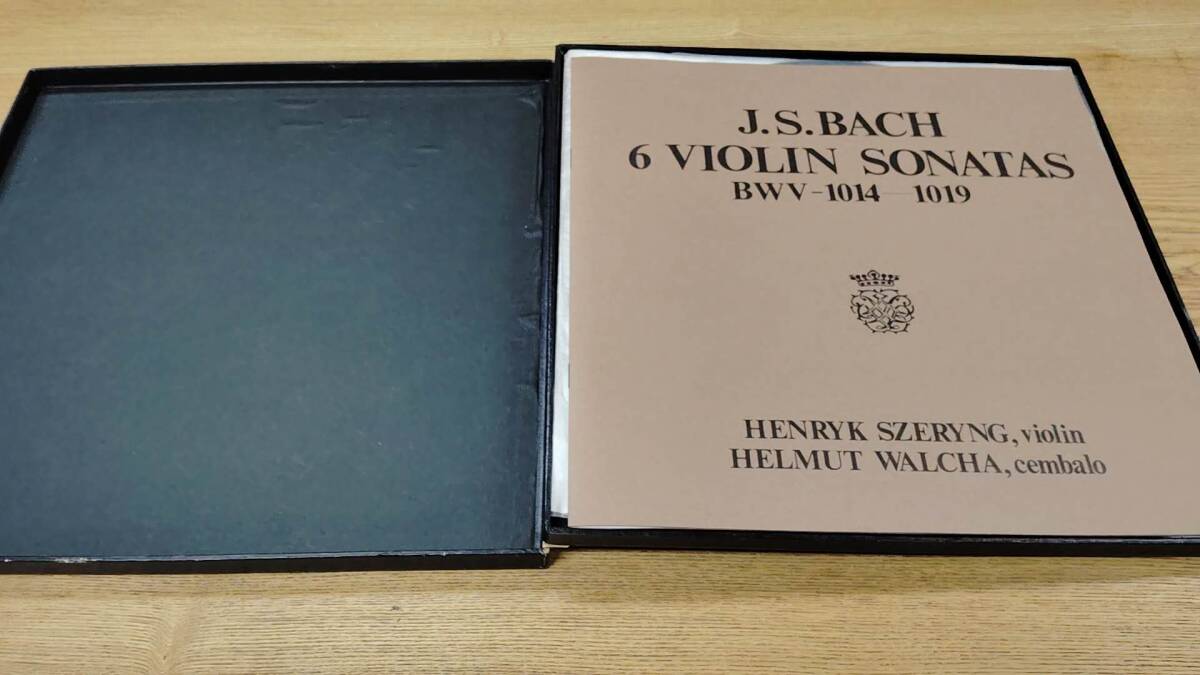 J.S.BACH
6 VIOLIN SONATAS
BWV-1014—1019
HENRYK SZERYNG, violin
HELMUT WALCHA, cembalo